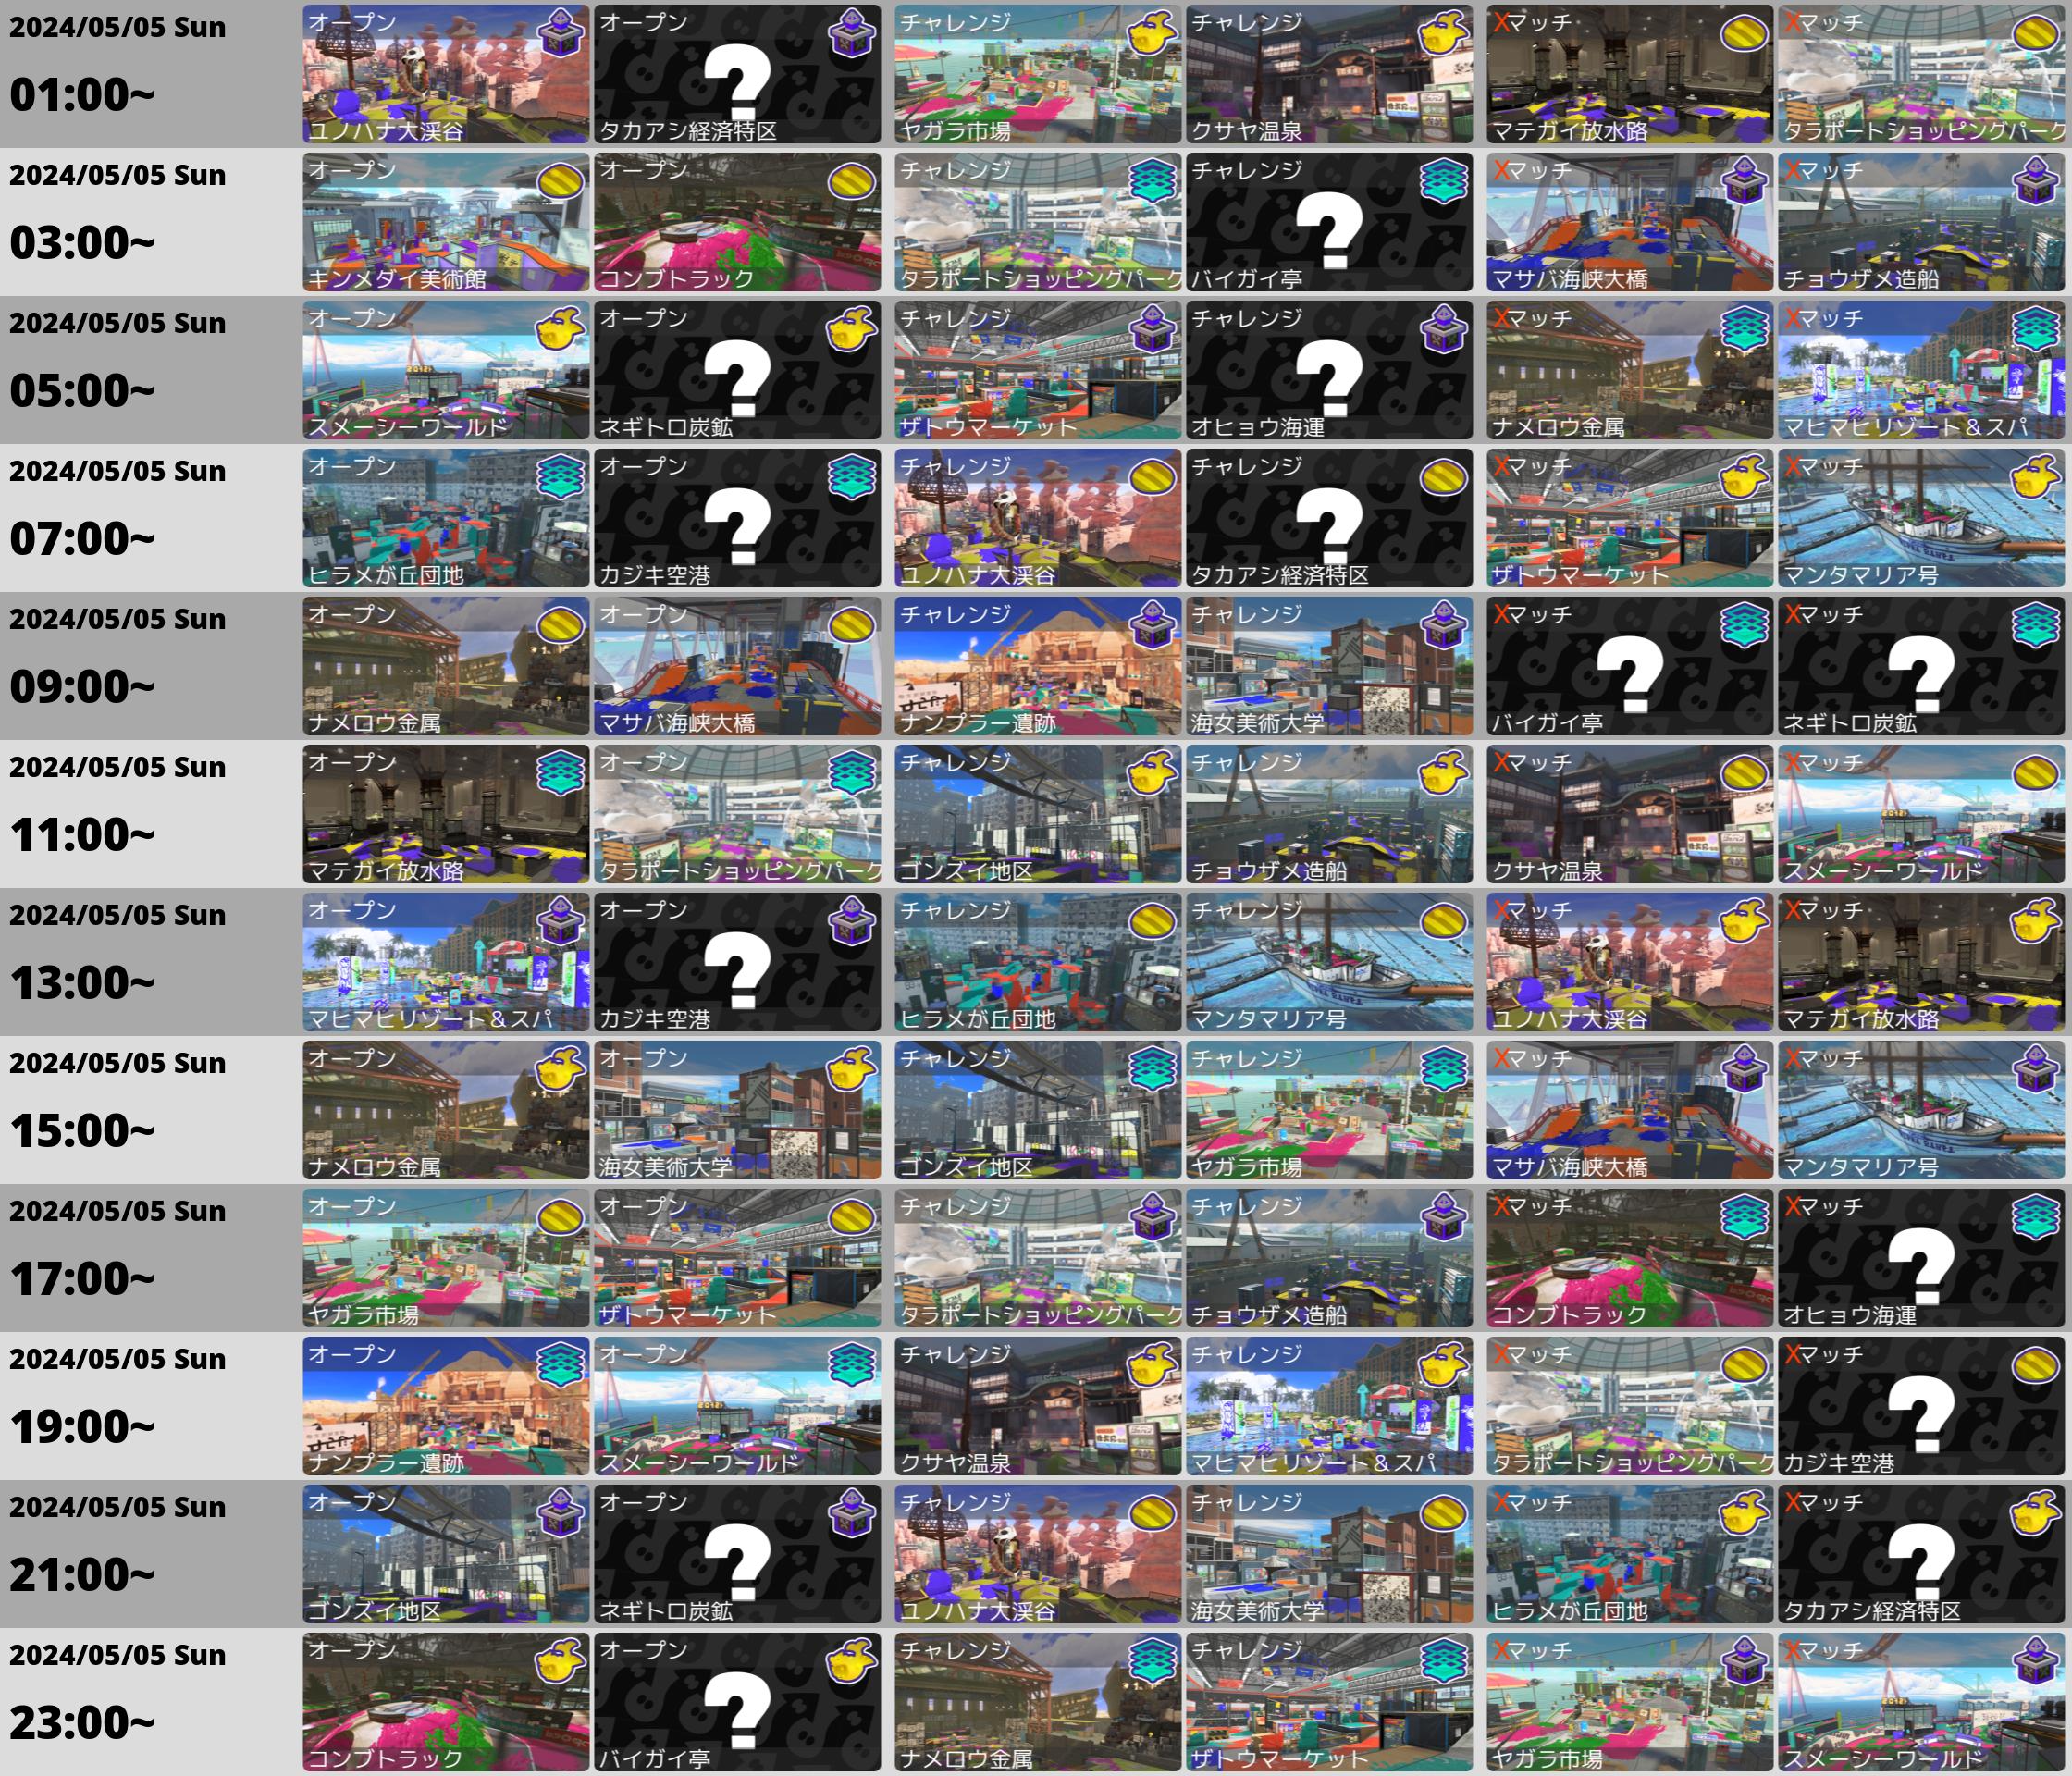 2024/05/05 Sun
01:00~
オープン オープン チャレンジ チャレンジ Xマッチ Xマッチ
ユノハナ大渓谷 タカアシ経済特区 ヤガラ市場 クサヤ温泉 マテガイ放水路 タラポートショッピングパーク
2024/05/05 Sun
03:00~
オープン オープン チャレンジ チャレンジ Xマッチ Xマッチ
キンメダイ美術館 コンブトラック タラポートショッピングパーク バイガイ亭 マサバ海峡大橋 チョウザメ造船
2024/05/05 Sun
05:00~
オープン オープン チャレンジ チャレンジ Xマッチ Xマッチ
スメーシーワールド ネギトロ炭鉱 ザトウマーケット オヒョウ海運 ナメロウ金属 マヒマヒリゾート＆スパ
2024/05/05 Sun
07:00~
オープン オープン チャレンジ チャレンジ Xマッチ Xマッチ
ヒラメが丘団地 カジキ空港 ユノハナ大渓谷 タカアシ経済特区 ザトウマーケット マンタマリア号
2024/05/05 Sun
09:00~
オープン オープン チャレンジ チャレンジ Xマッチ Xマッチ
ナメロウ金属 マサバ海峡大橋 ナンプラー遺跡 海女美術大学 バイガイ亭 ネギトロ炭鉱
2024/05/05 Sun
11:00~
オープン オープン チャレンジ チャレンジ Xマッチ Xマッチ
マテガイ放水路 タラポートショッピングパーク ゴンズイ地区 チョウザメ造船 クサヤ温泉 スメーシーワールド
2024/05/05 Sun
13:00~
オープン オープン チャレンジ チャレンジ Xマッチ Xマッチ
マヒマヒリゾート＆スパ カジキ空港 ヒラメが丘団地 マンタマリア号 ユノハナ大渓谷 マテガイ放水路
2024/05/05 Sun
15:00~
オープン オープン チャレンジ チャレンジ Xマッチ Xマッチ
ナメロウ金属 海女美術大学 ゴンズイ地区 ヤガラ市場 マサバ海峡大橋 マンタマリア号
2024/05/05 Sun
17:00~
オープン オープン チャレンジ チャレンジ Xマッチ Xマッチ
ヤガラ市場 ザトウマーケット タラポートショッピングパーク チョウザメ造船 コンブトラック オヒョウ海運
2024/05/05 Sun
19:00~
オープン オープン チャレンジ チャレンジ Xマッチ Xマッチ
ナンプラー遺跡 スメーシーワールド クサヤ温泉 マヒマヒリゾート＆スパ タラポートショッピングパーク カジキ空港
2024/05/05 Sun
21:00~
オープン オープン チャレンジ チャレンジ Xマッチ Xマッチ
ゴンズイ地区 ネギトロ炭鉱 ユノハナ大渓谷 海女美術大学 ヒラメが丘団地 タカアシ経済特区
2024/05/05 Sun
23:00~
オープン オープン チャレンジ チャレンジ Xマッチ Xマッチ
コンブトラック バイガイ亭 ナメロウ金属 ザトウマーケット ヤガラ市場 スメーシーワールド